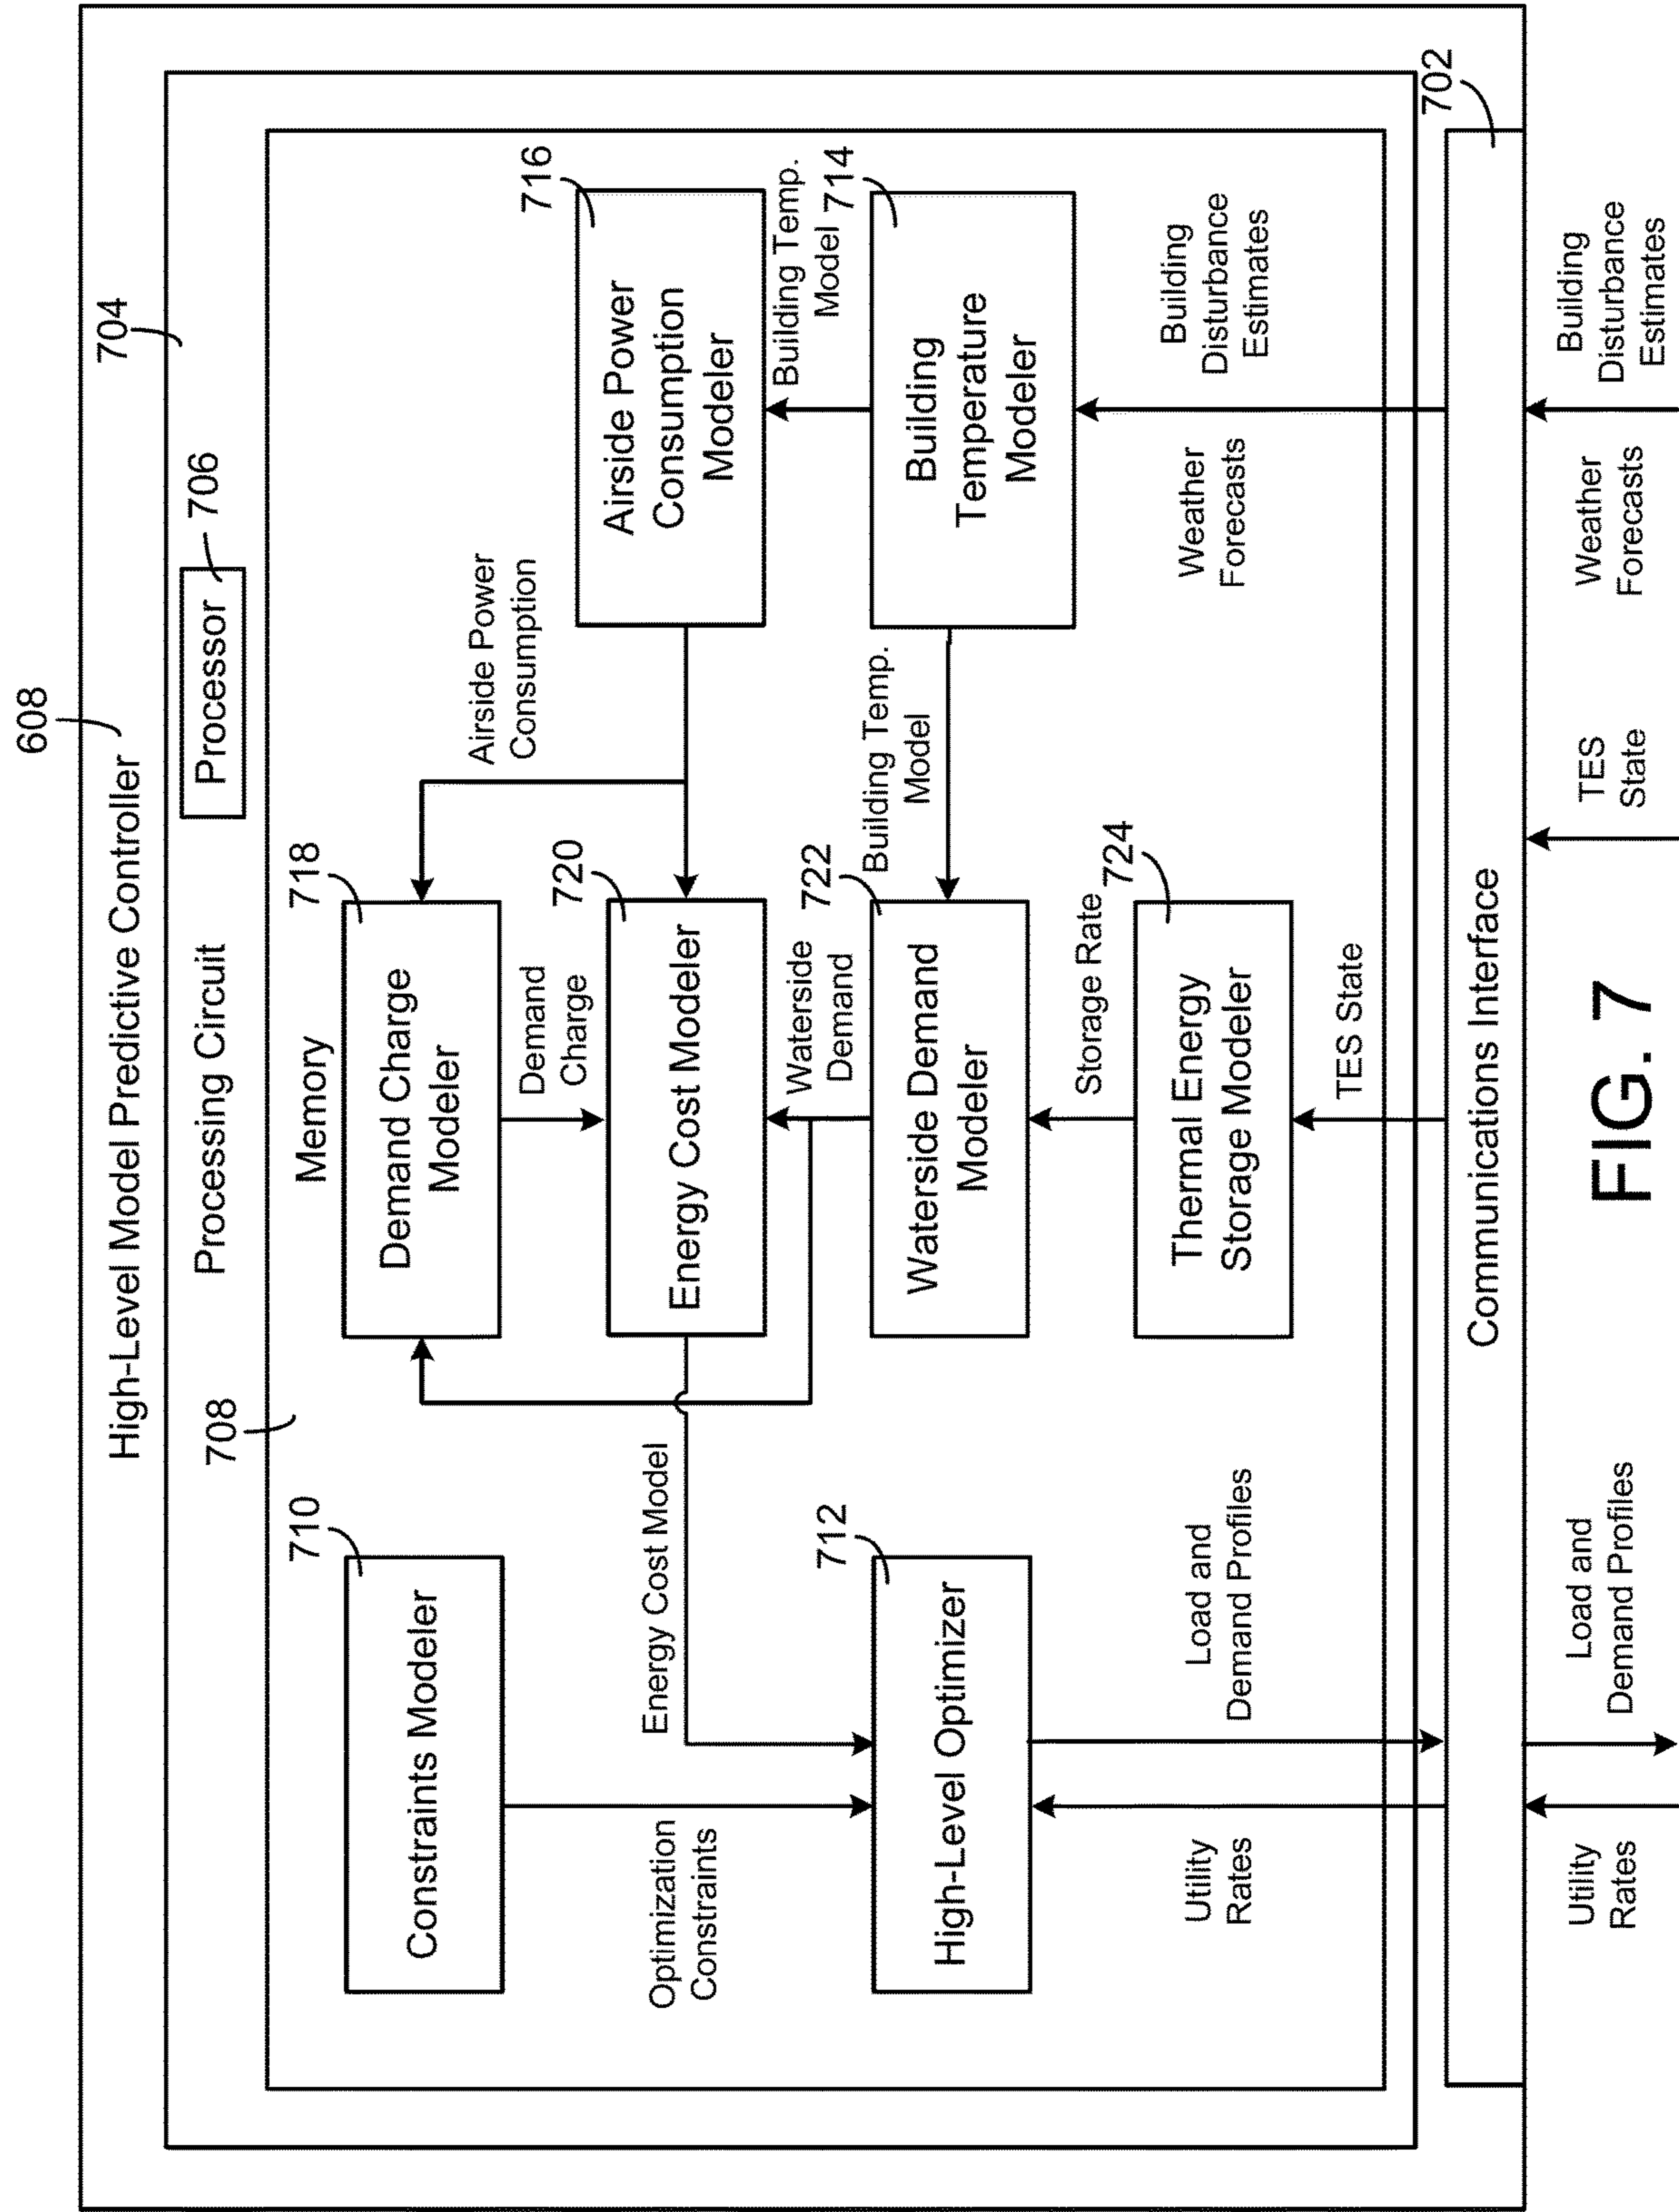 608
High-Level Model Predictive Controller
704
Processing Circuit
Processor
706
708
Memory
710
Constraints Modeler
718
Demand Charge
Modeler
Airside Power
Consumption
716
Airside Power
Consumption
Modeler
Demand
Charge
720
Energy Cost Modeler
Building Temp.
Model
Optimization
Constraints
Energy Cost Model
Waterside
Demand
722
Building Temp.
Model
714
Building
Temperature
Modeler
712
High-Level Optimizer
Waterside Demand
Modeler
Storage Rate
724
Thermal Energy
Storage Modeler
Utility
Rates
Load and
Demand Profiles
TES State
Weather
Forecasts
Building
Disturbance
Estimates
Communications Interface
702
Utility
Rates
Load and
Demand Profiles
TES
State
Weather
Forecasts
Building
Disturbance
Estimates
FIG. 7